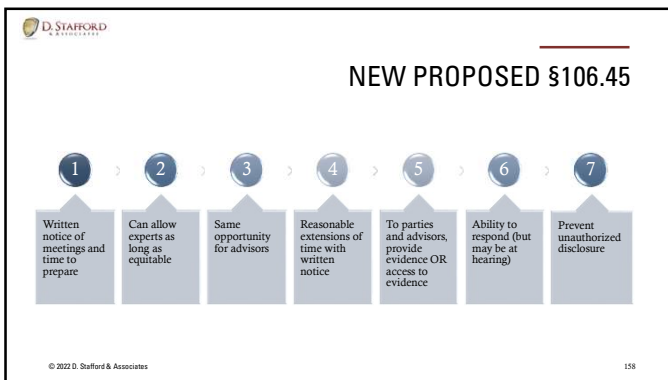 D. STAFFORD
& ASSOCIATES
NEW PROPOSED §106.45
1
2
3
4
5
6
7
Written
notice of
meetings and
time to
prepare
Can allow
experts as
long as
equitable
Same
opportunity
for advisors
Reasonable
extensions of
time with
written
notice
To parties
and advisors,
provide
evidence OR
access to
evidence
Ability to
respond (but
may be at
hearing)
Prevent
unauthorized
disclosure
© 2022 D. Stafford & Associates
158